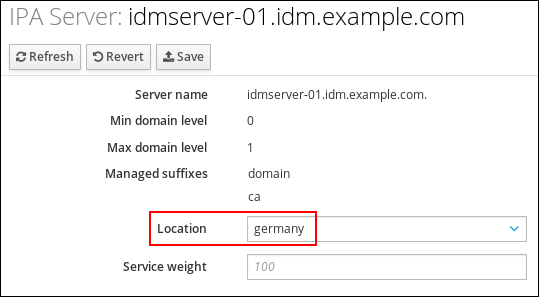 IPA Server: idmserver-01.idm.example.com
Refresh Revert Save
Server name idmserver-01.idm.example.com.
Min domain level 0
Max domain level 1
Managed suffixes domain
ca
Location germany
Service weight 100